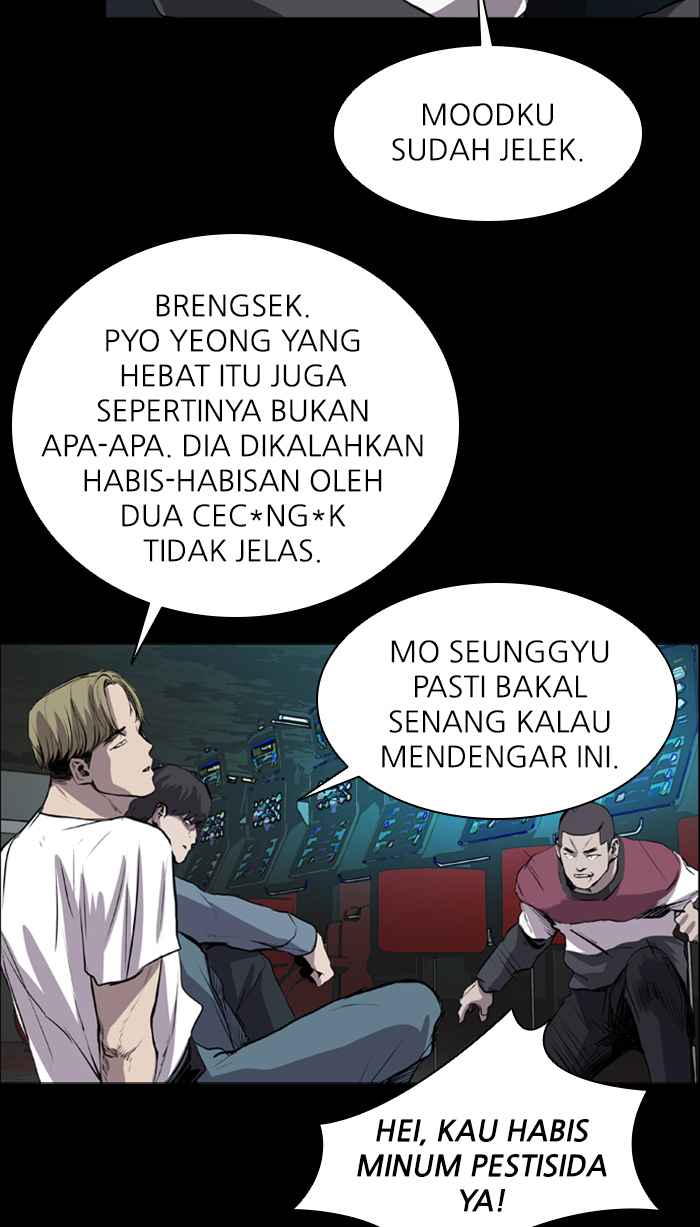 MOODKU
SUDAH JELEK.
BRENGSEK.
PYO YEONG YANG
HEBAT ITU JUGA
SEPERTINYA BUKAN
APA-APA. DIA DIKALAHKAN
HABIS-HABISAN OLEH
DUA CEC*NG*K
TIDAK JELAS.
MO SEUNGGYU
PASTI BAKAL
SENANG KALAU
MENDENGAR INI.
HEI, KAU HABIS
MINUM PESTISIDA
YA!